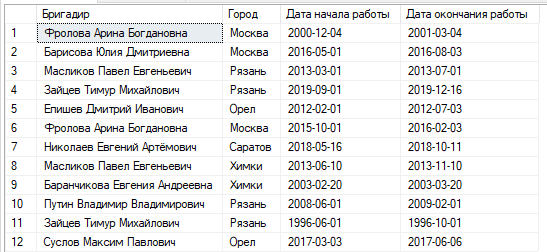 Бригадир Город Дата начала работы Дата окончания работы
1 Фролова Арина Богдановна Москва 2000-12-04 2001-03-04
2 Барисова Юлия Дмитриевна Москва 2016-05-01 2016-08-03
3 Масликов Павел Евгеньевич Рязань 2013-03-01 2013-07-01
4 Зайцев Тимур Михайлович Рязань 2019-09-01 2019-12-16
5 Епишев Дмитрий Иванович Орел 2012-02-01 2012-07-03
6 Фролова Арина Богдановна Москва 2015-10-01 2016-02-03
7 Николаев Евгений Артёмович Саратов 2018-05-16 2018-10-11
8 Масликов Павел Евгеньевич Химки 2013-06-10 2013-11-10
9 Баранчикова Евгения Андреевна Химки 2003-02-20 2003-03-20
10 Путин Владимир Владимирович Рязань 2008-06-01 2009-02-01
11 Зайцев Тимур Михайлович Рязань 1996-06-01 1996-10-01
12 Суслов Максим Павлович Орел 2017-03-03 2017-06-06